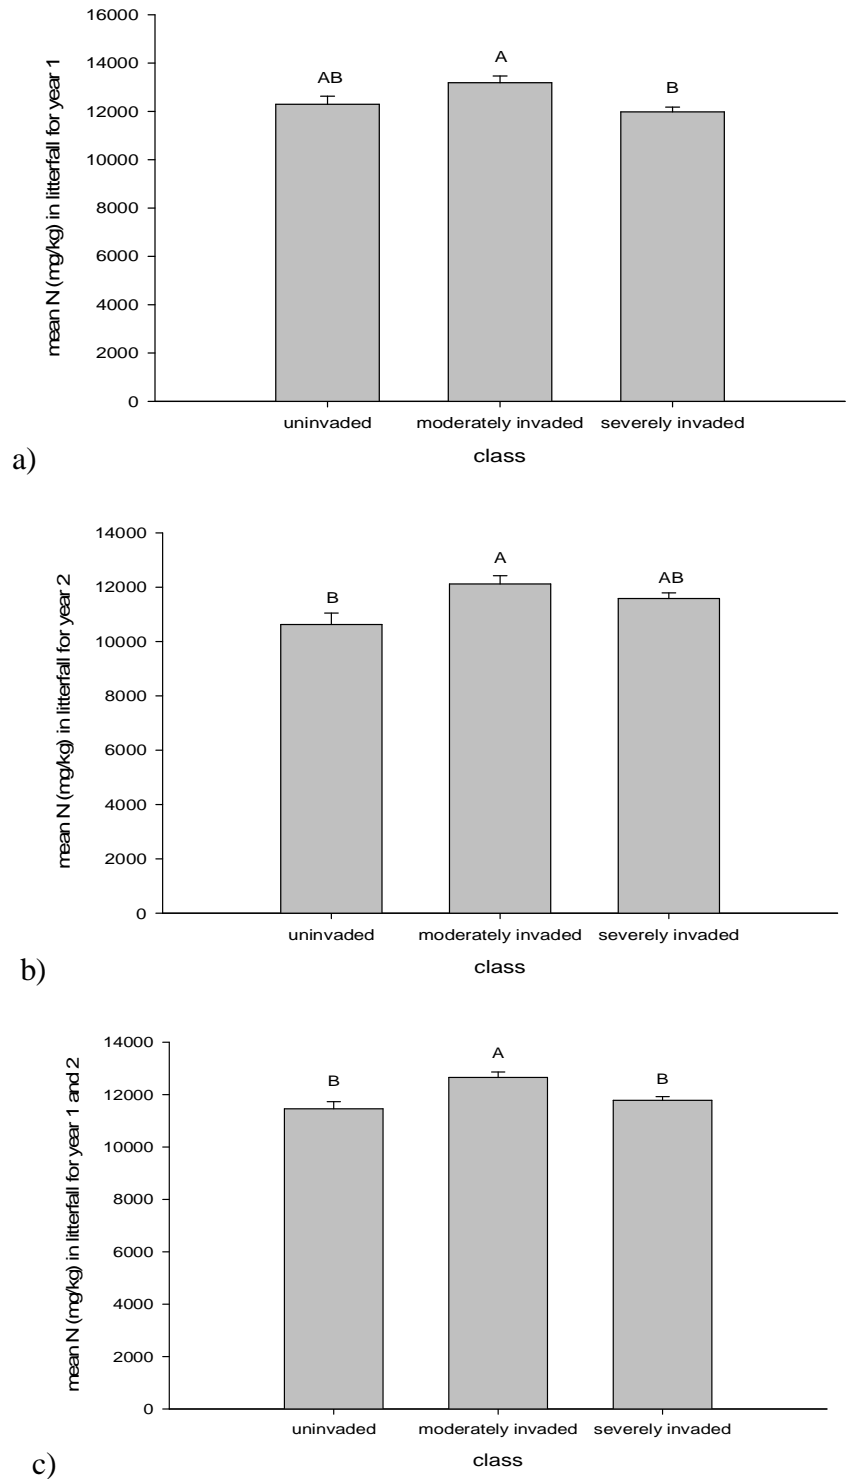 mean N (mg/kg) in litterfall for year 1
16000
14000
12000
10000
8000
6000
4000
2000
0
AB
A
B
uninvaded
moderately invaded
severely invaded
class
a)
mean N (mg/kg) in litterfall for year 2
14000
12000
10000
8000
6000
4000
2000
0
B
A
AB
uninvaded
moderately invaded
severely invaded
class
b)
mean N (mg/kg) in litterfall for year 1 and 2
14000
12000
10000
8000
6000
4000
2000
0
B
A
B
uninvaded
moderately invaded
severely invaded
class
c)